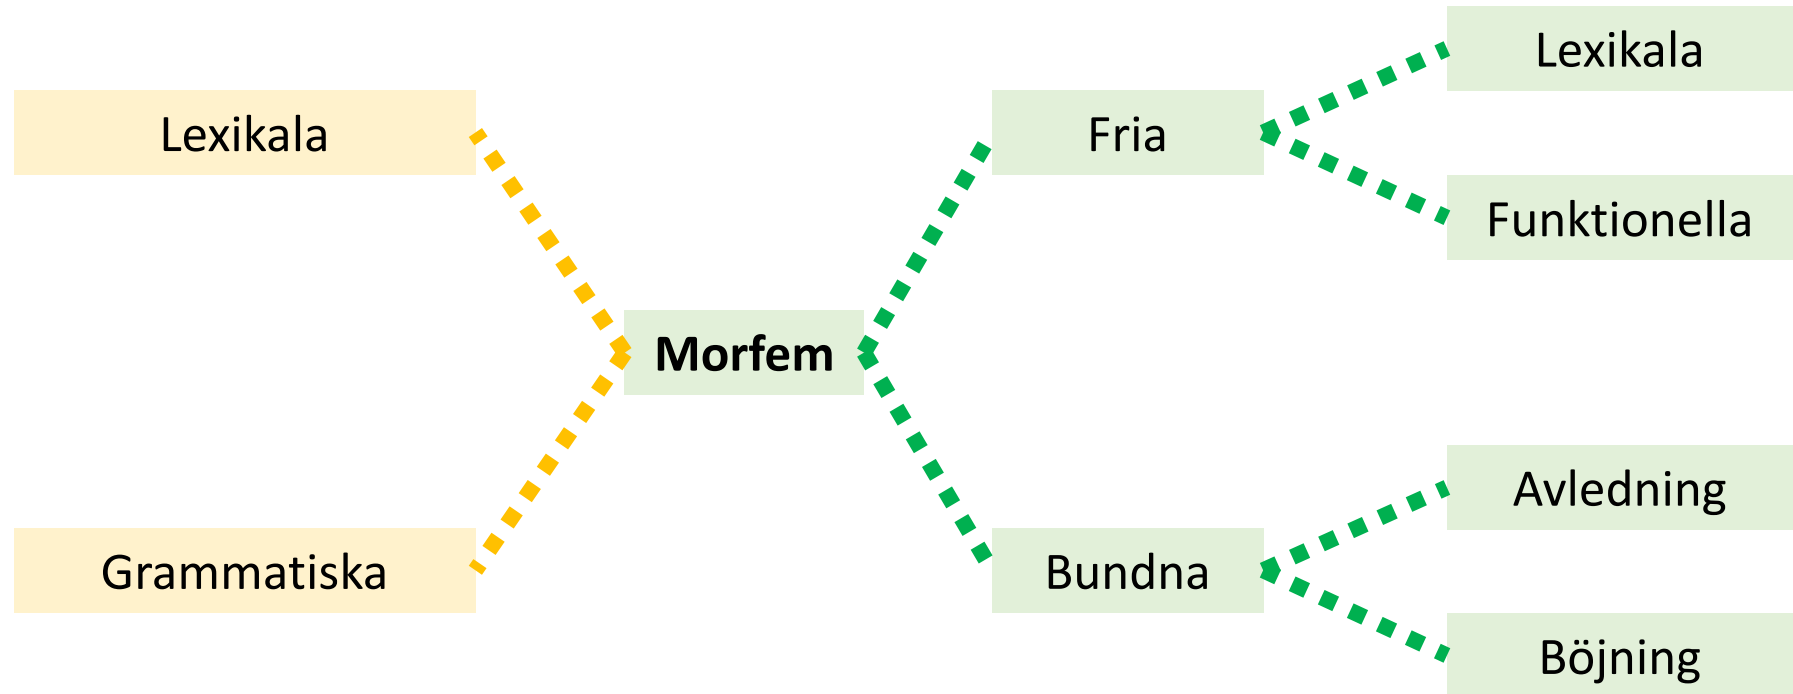 Lexikala
Lexikala
Fria
Funktionella
Morfem
Avledning
Grammatiska
Bundna
Böjning